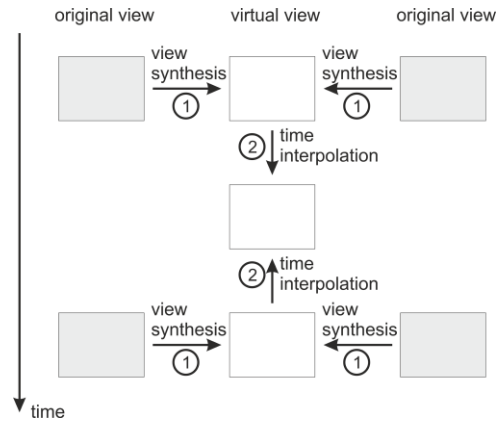 original view virtual view original view
view synthesis
1
view synthesis
1
2
time interpolation
2
time interpolation
view synthesis
1
view synthesis
1
time